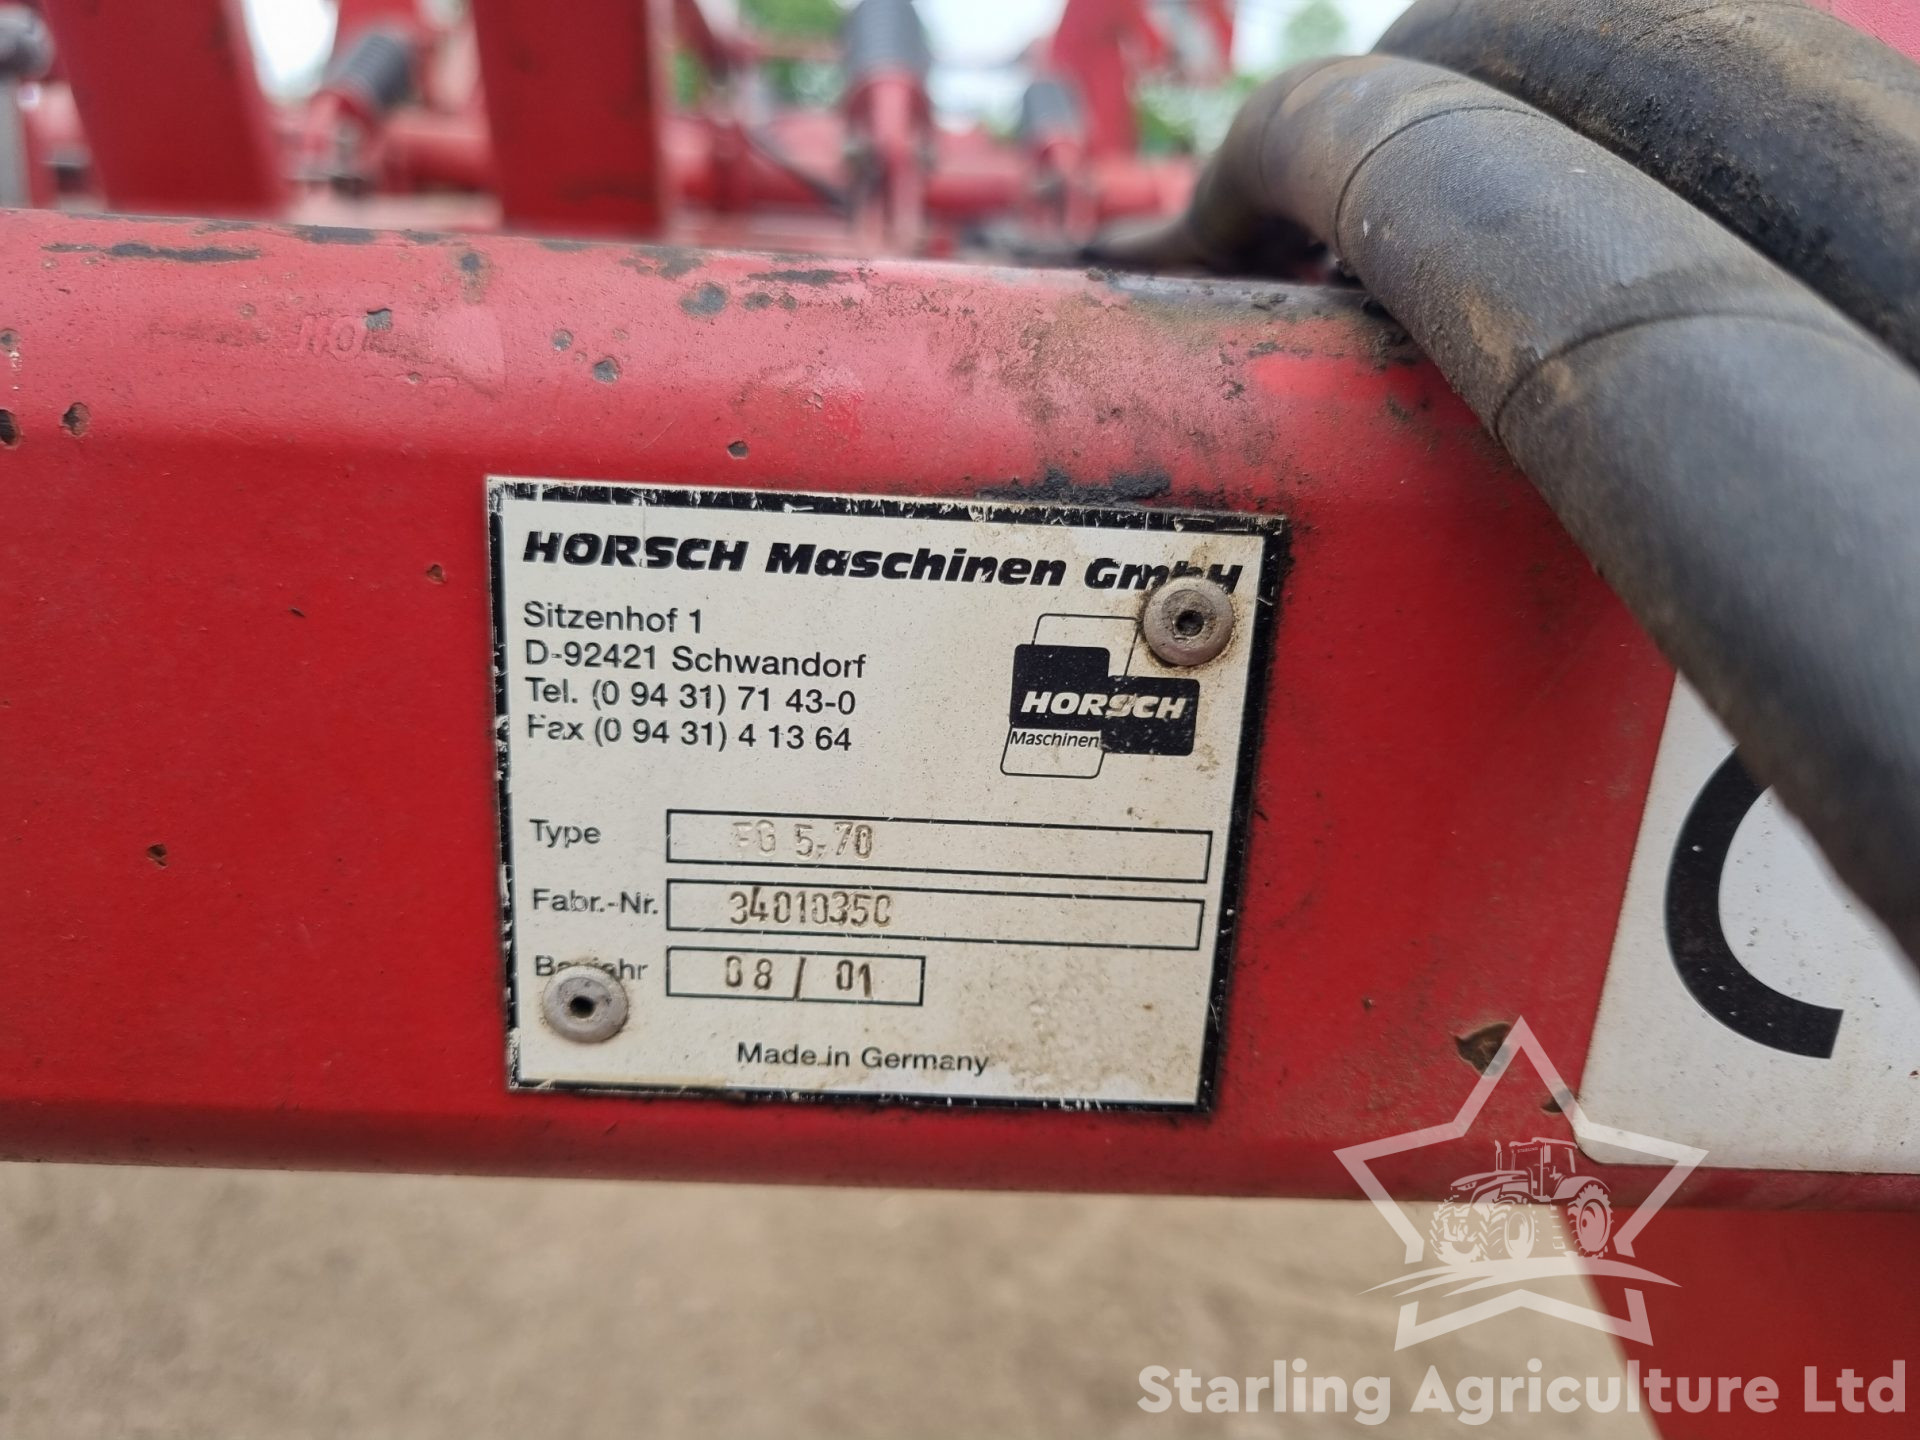 HORSCH Maschinen GmbH
Sitzenhof 1
D-92421 Schwandorf
Tel. (0 94 31) 71 43-0
Fax (0 94 31) 4 13 64
HORSCH
Maschinen
Type FG 5.70
Fabr.-Nr. 34010350
Baujahr 08 / 01
Made in Germany
Starling Agriculture Ltd